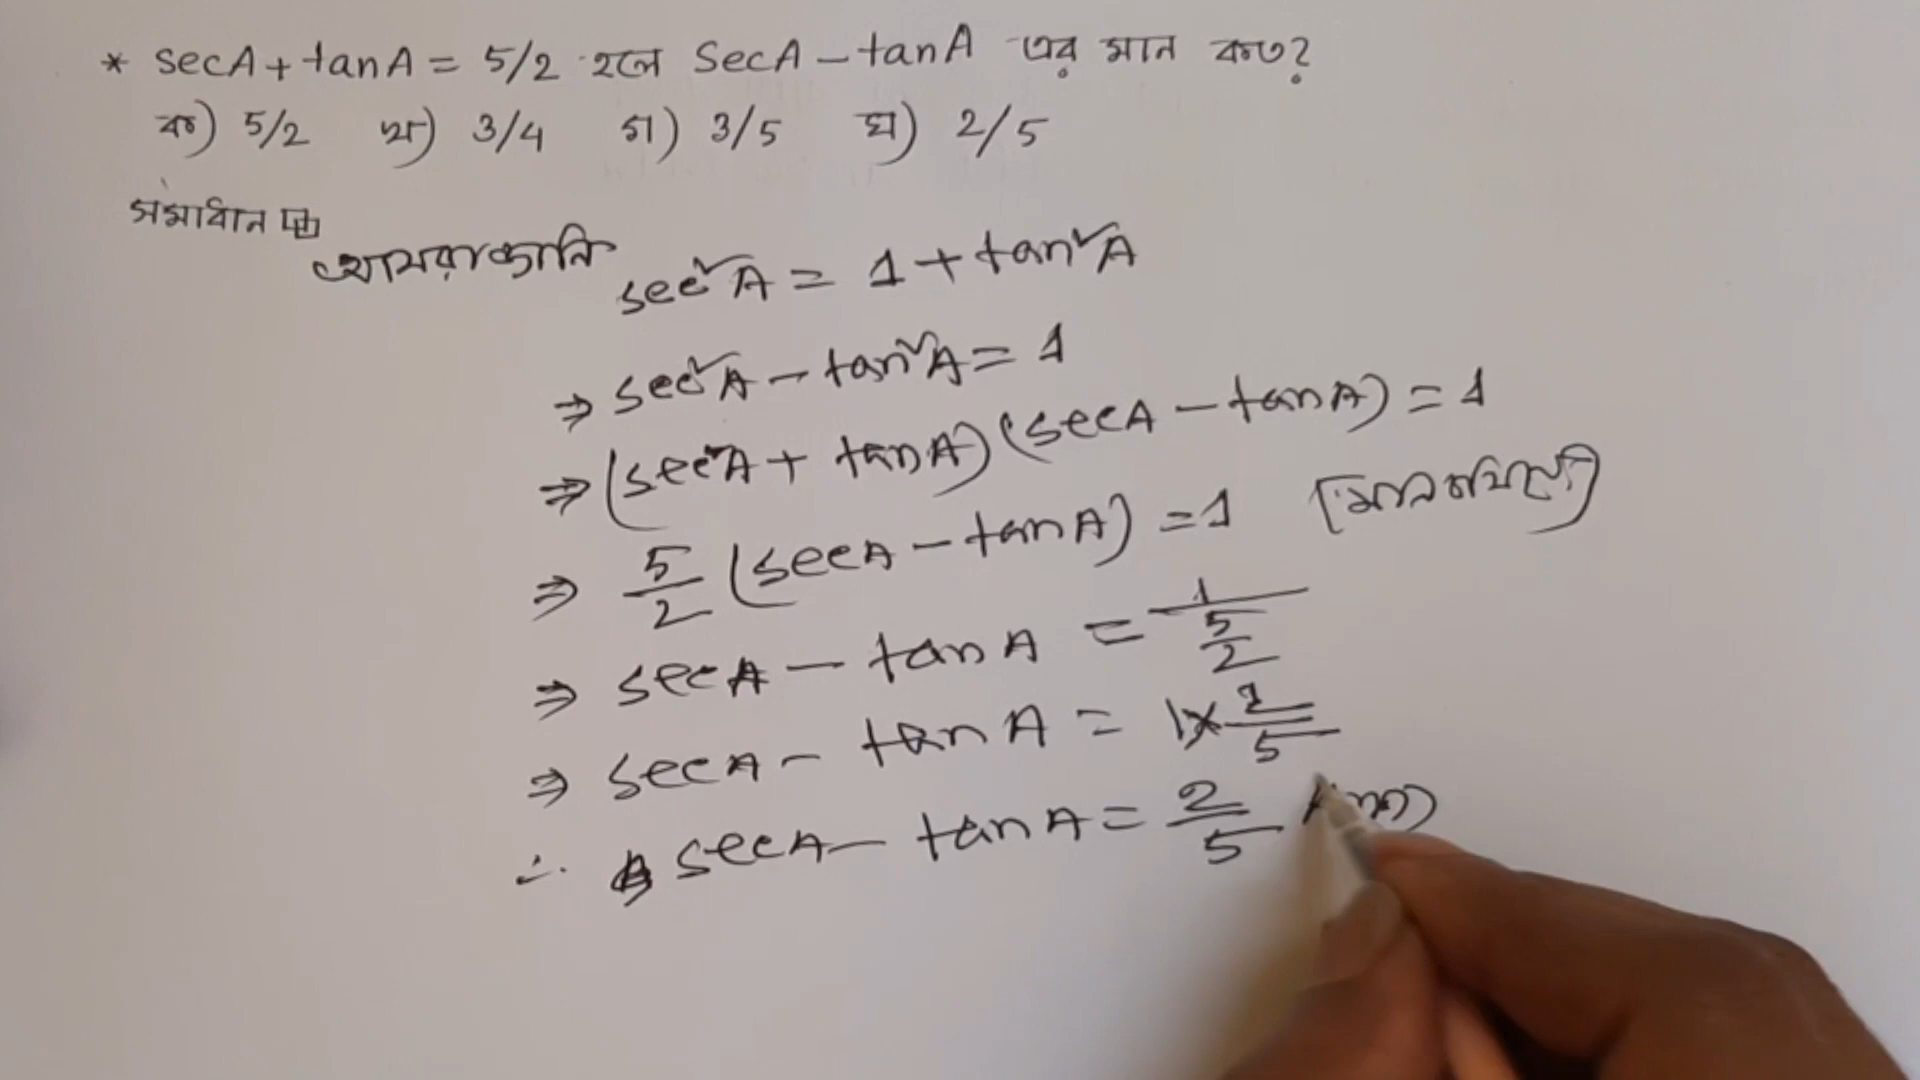 * secA + tanA = 5/2 হলে secA - tanA এর মান কত?
ক) 5/2 খ) 3/4 গ) 3/5 ঘ) 2/5
সমাধান
আমরা জানি sec²A = 1 + tan²A
⇒ sec²A - tan²A = 1
⇒ (sec²A + tanA) (secA - tanA) = 1
⇒ 5/2 (secA - tanA) = 1 [মান বসিয়ে]
⇒ secA - tanA = 1/(5/2)
⇒ secA - tanA = 1 × 2/5
∴ secA - tanA = 2/5